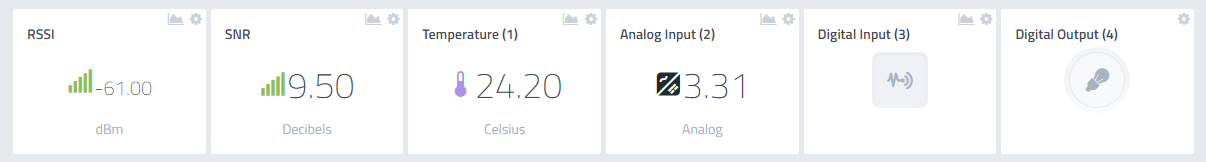 RSSI
-61.00
dBm
SNR
9.50
Decibels
Temperature (1)
24.20
Celsius
Analog Input (2)
3.31
Analog
Digital Input (3)
Digital Output (4)